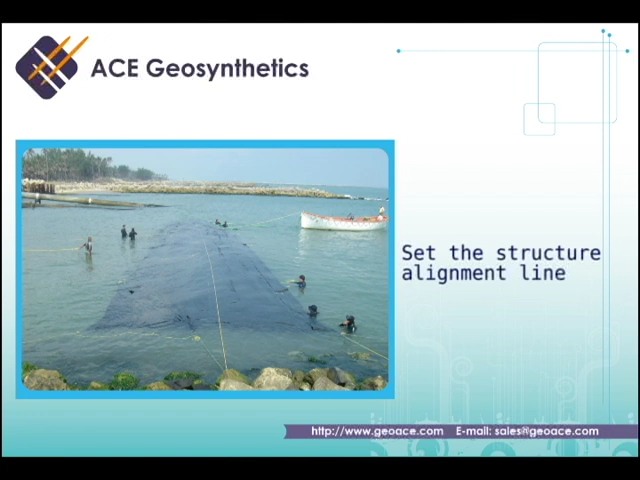 ACE Geosynthetics
Set the structure
alignment line
http://www.geoace.com E-mail: sales@geoace.com